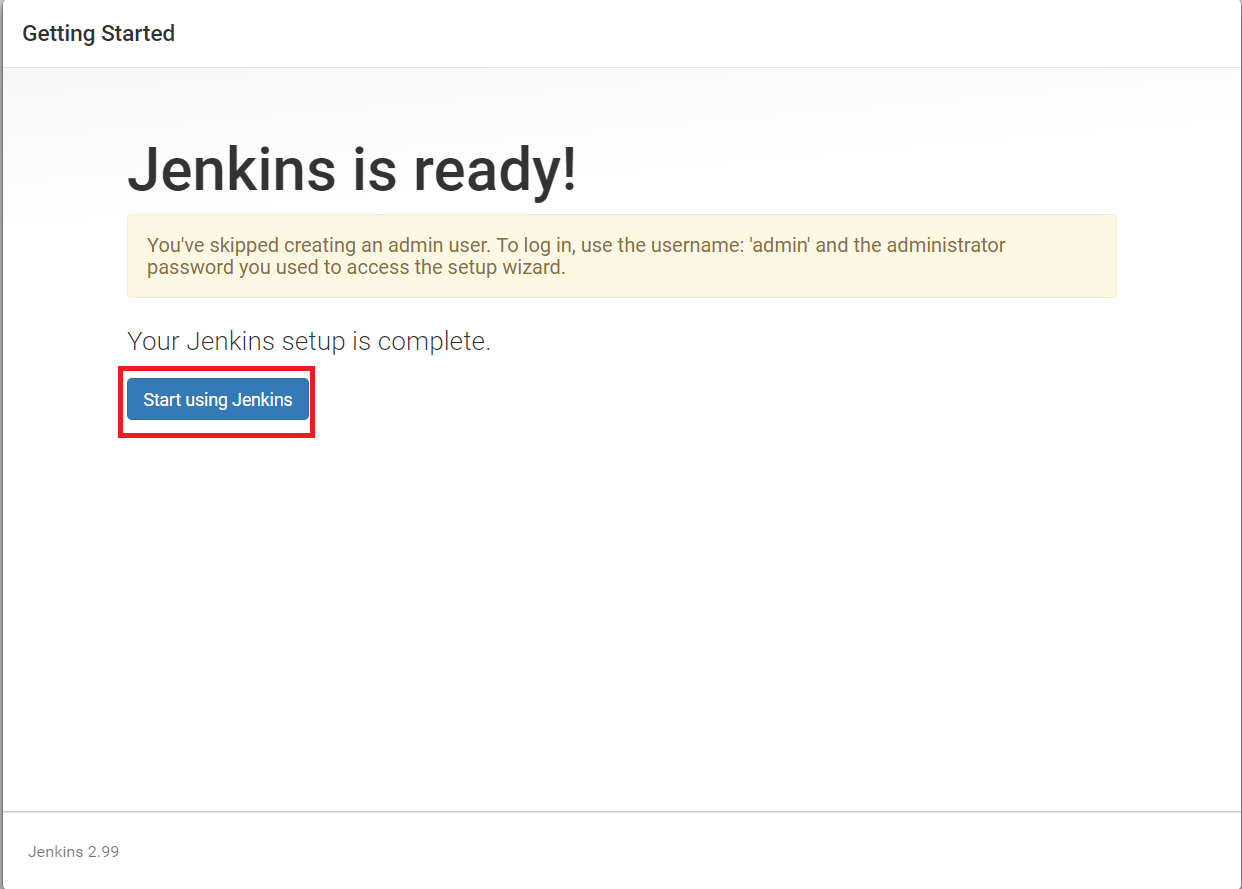 Getting Started
Jenkins is ready!
You've skipped creating an admin user. To log in, use the username: 'admin' and the administrator
password you used to access the setup wizard.
Your Jenkins setup is complete.
Start using Jenkins
Jenkins 2.99